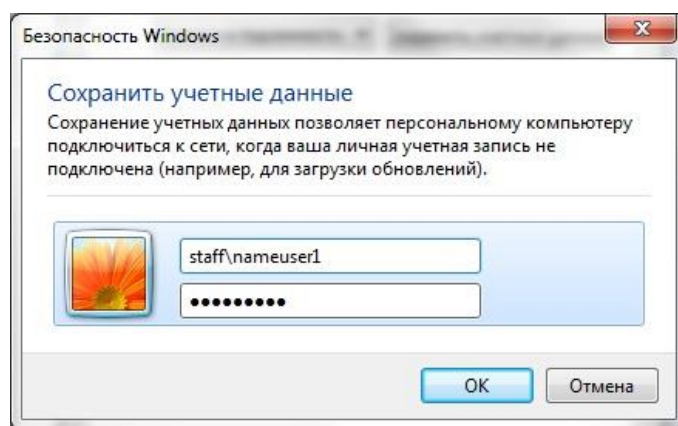 Безопасность Windows
Сохранить учетные данные
Сохранение учетных данных позволяет персональному компьютеру
подключиться к сети, когда ваша личная учетная запись не
подключена (например, для загрузки обновлений).
staff\nameuser1
●●●●●●●●●
OK
Отмена